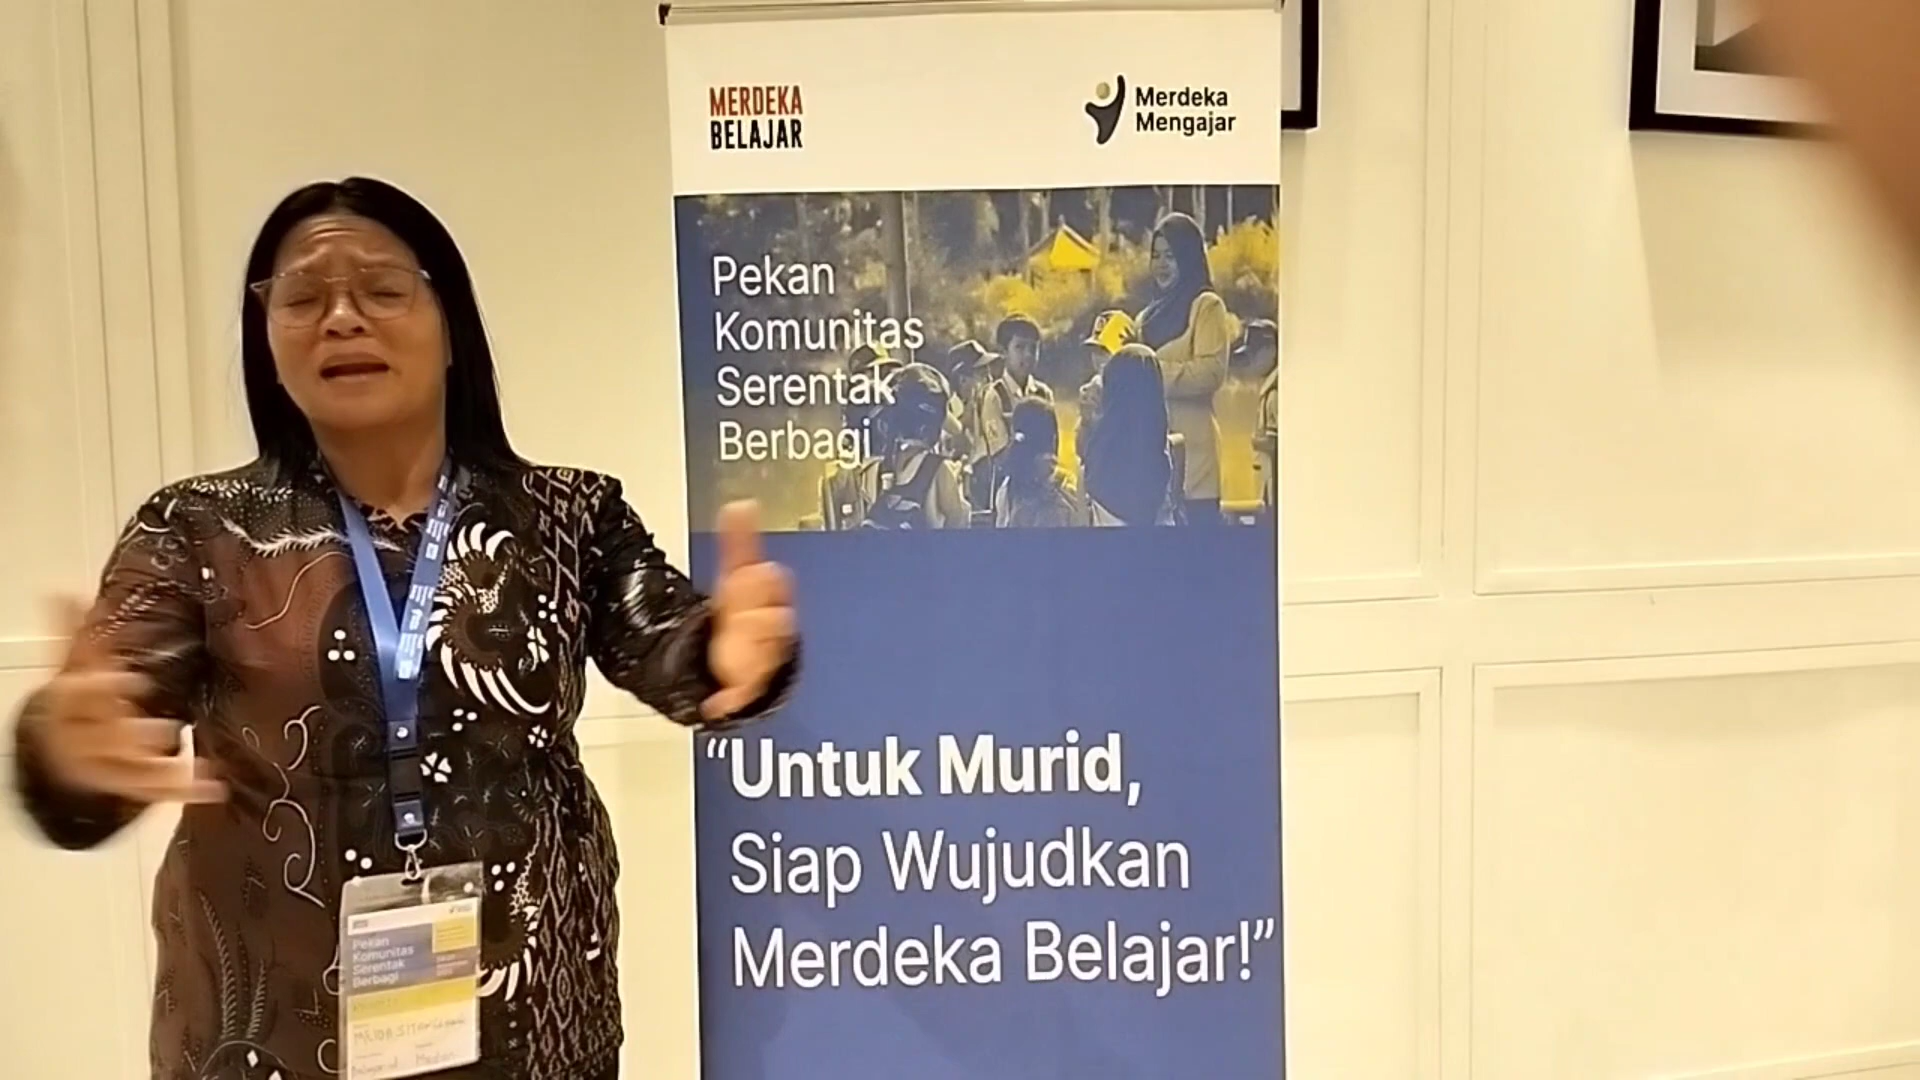 MERDEKA
BELAJAR
Merdeka
Mengajar
Pekan
Komunitas
Serentak
Berbagi
“Untuk Murid,
Siap Wujudkan
Merdeka Belajar!”
Pekan
Komunitas
Serentak
Berbagi